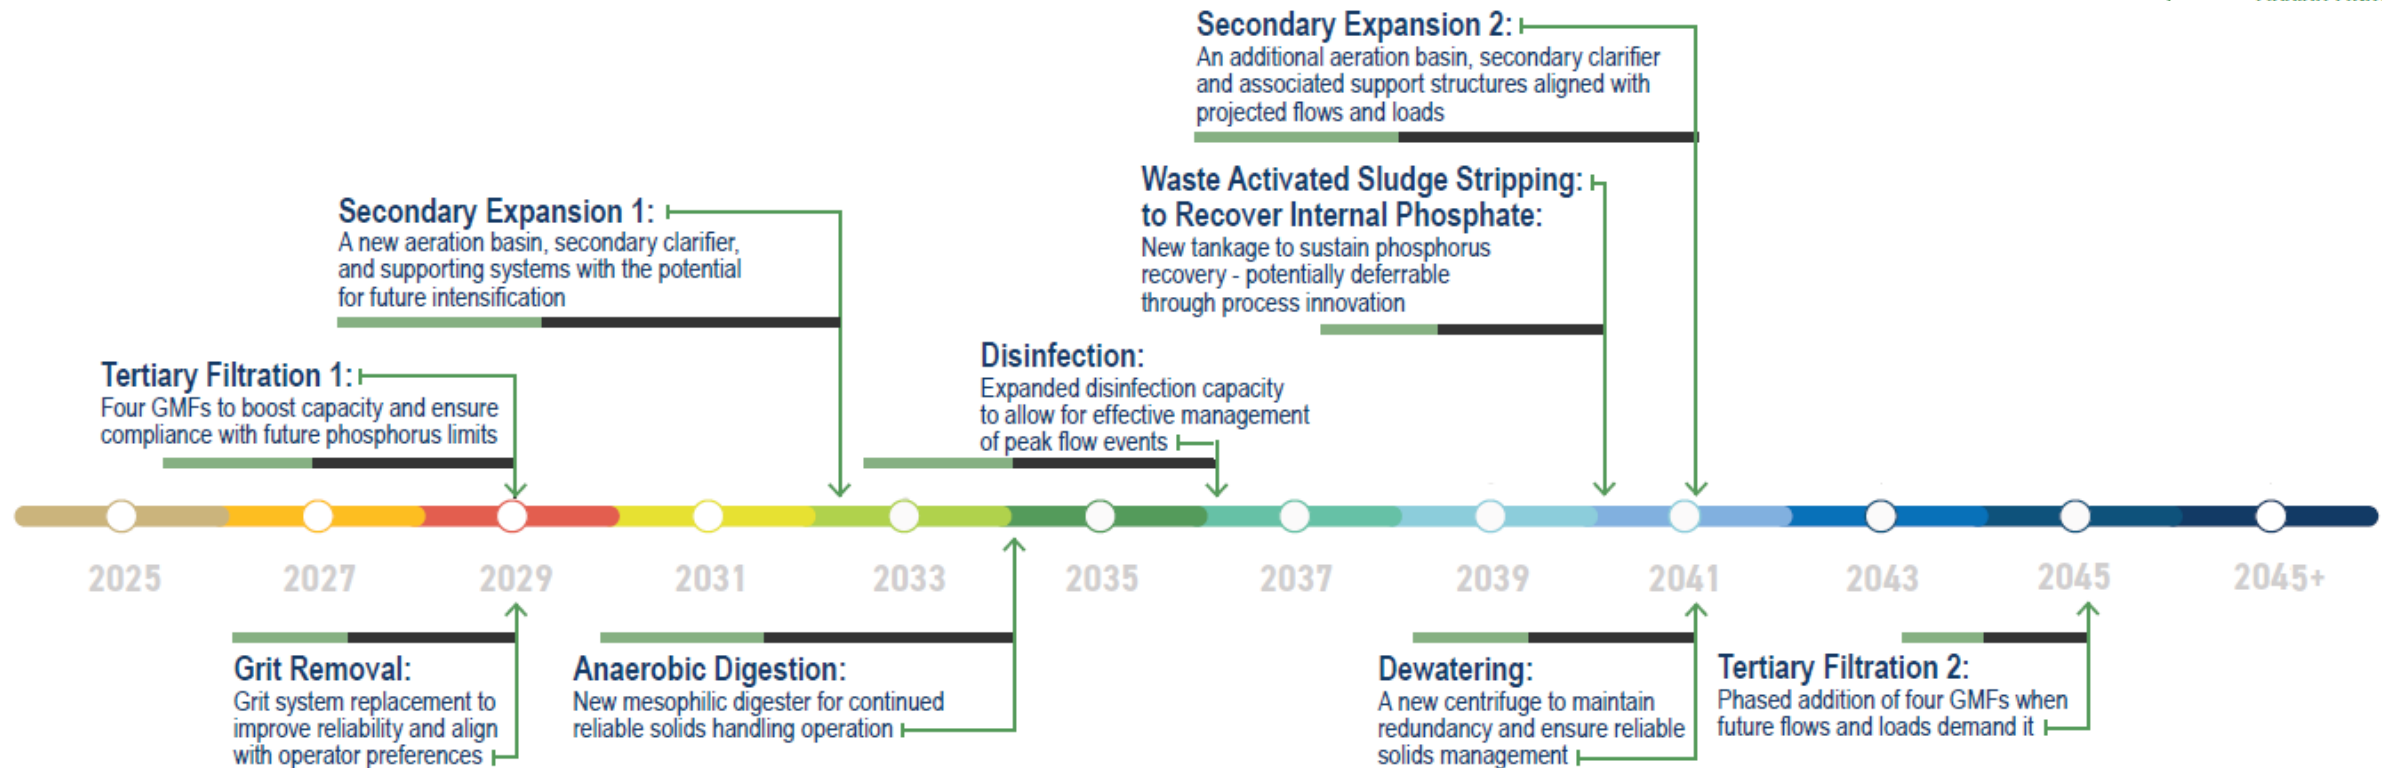 Secondary Expansion 2:
An additional aeration basin, secondary clarifier
and associated support structures aligned with
projected flows and loads
Waste Activated Sludge Stripping:
to Recover Internal Phosphate:
New tankage to sustain phosphorus
recovery - potentially deferrable
through process innovation
Secondary Expansion 1:
A new aeration basin, secondary clarifier,
and supporting systems with the potential
for future intensification
Disinfection:
Expanded disinfection capacity
to allow for effective management
of peak flow events
Tertiary Filtration 1:
Four GMFs to boost capacity and ensure
compliance with future phosphorus limits
2025 2027 2029 2031 2033 2035 2037 2039 2041 2043 2045 2045+
Grit Removal:
Grit system replacement to
improve reliability and align
with operator preferences
Anaerobic Digestion:
New mesophilic digester for continued
reliable solids handling operation
Dewatering:
A new centrifuge to maintain
redundancy and ensure reliable
solids management
Tertiary Filtration 2:
Phased addition of four GMFs when
future flows and loads demand it